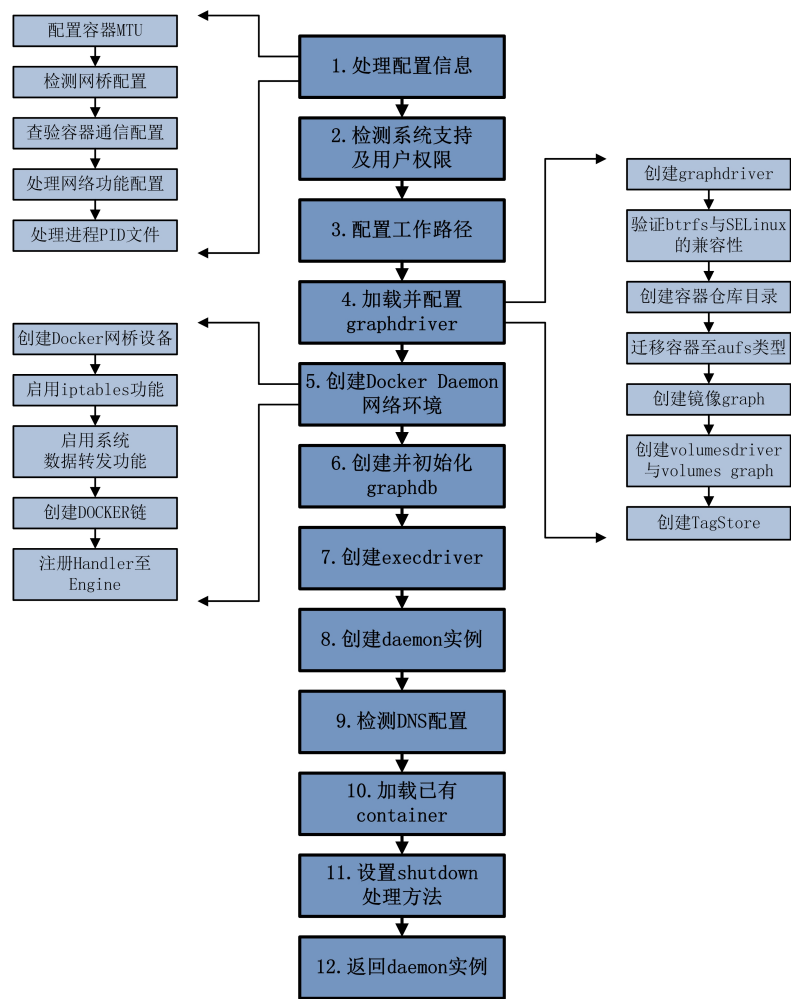 配置容器MTU
检测网桥配置
查验容器通信配置
处理网络功能配置
处理进程PID文件
1.处理配置信息
2.检测系统支持
及用户权限
3.配置工作路径
4.加载并配置
graphdriver
创建graphdriver
验证btrfs与SELinux
的兼容性
创建容器仓库目录
迁移容器至aufs类型
创建镜像graph
创建volumesdriver
与volumes graph
创建TagStore
5.创建Docker Daemon
网络环境
创建Docker网桥设备
启用iptables功能
启用系统
数据转发功能
创建DOCKER链
注册Handler至
Engine
6.创建并初始化
graphdb
7.创建execdriver
8.创建daemon实例
9.检测DNS配置
10.加载已有
container
11.设置shutdown
处理方法
12.返回daemon实例